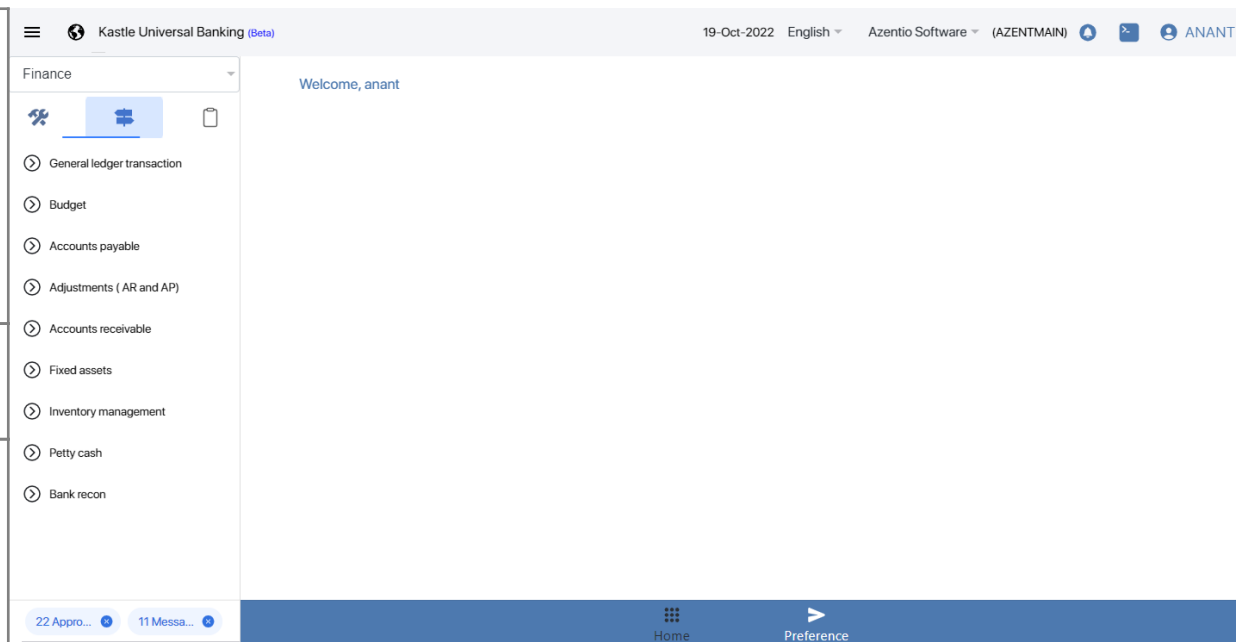 Kastle Universal Banking (Beta)
19-Oct-2022 English Azentio Software (AZENTMAIN) ANANT
Finance
Welcome, anant
General ledger transaction
Budget
Accounts payable
Adjustments ( AR and AP)
Accounts receivable
Fixed assets
Inventory management
Petty cash
Bank recon
22 Appro... 11 Messa...
Home Preference